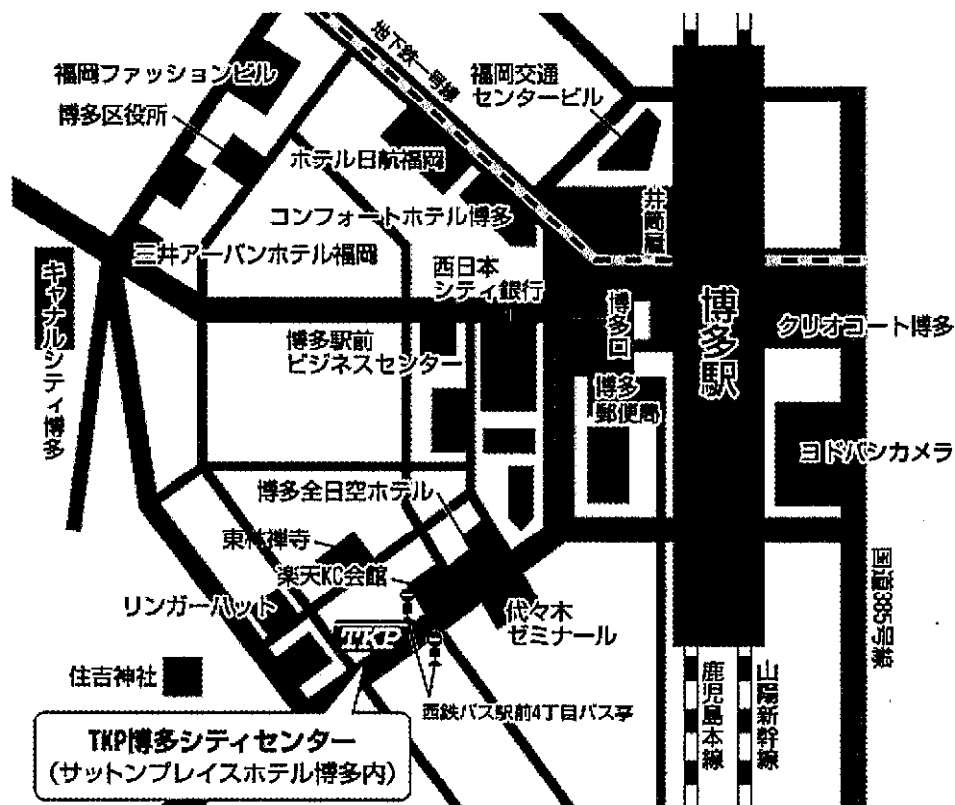 地下鉄一号線
福岡ファッションビル
福岡交通
センタービル
博多区役所
ホテル日航福岡
井筒屋
コンフォートホテル博多
三井アーバンホテル福岡
西日本
シティ銀行
キャナルシティ博多
博多口
博多駅
クリオコート博多
博多駅前
ビジネスセンター
博多
郵便局
ヨドバシカメラ
博多全日空ホテル
東林禅寺
楽天KC会館
国道385号線
リンガーハット
代々木
ゼミナール
TKP
住吉神社
鹿児島本線
山陽新幹線
西鉄バス駅前4丁目バス亭
TKP博多シティセンター
(サットンプレイスホテル博多内)